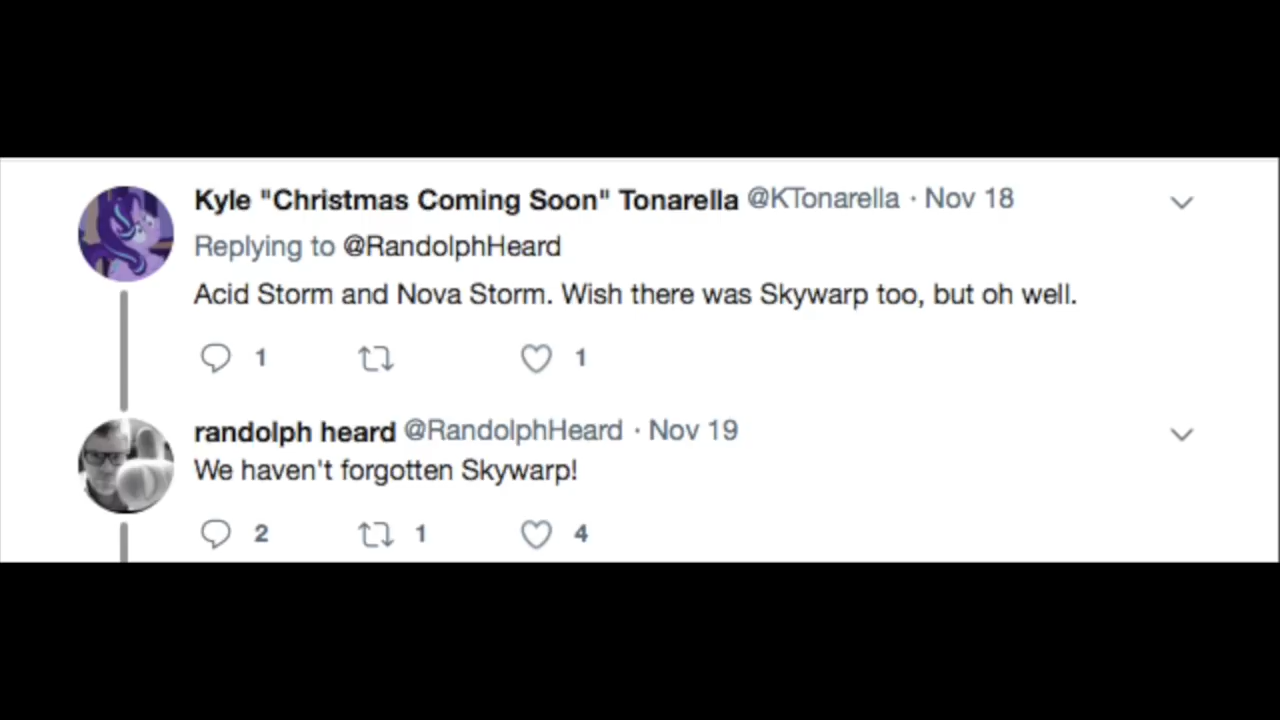 Kyle "Christmas Coming Soon" Tonarella @KTonarella · Nov 18
Replying to @RandolphHeard
Acid Storm and Nova Storm. Wish there was Skywarp too, but oh well.
1 1
randolph heard @RandolphHeard · Nov 19
We haven't forgotten Skywarp!
2 1 4